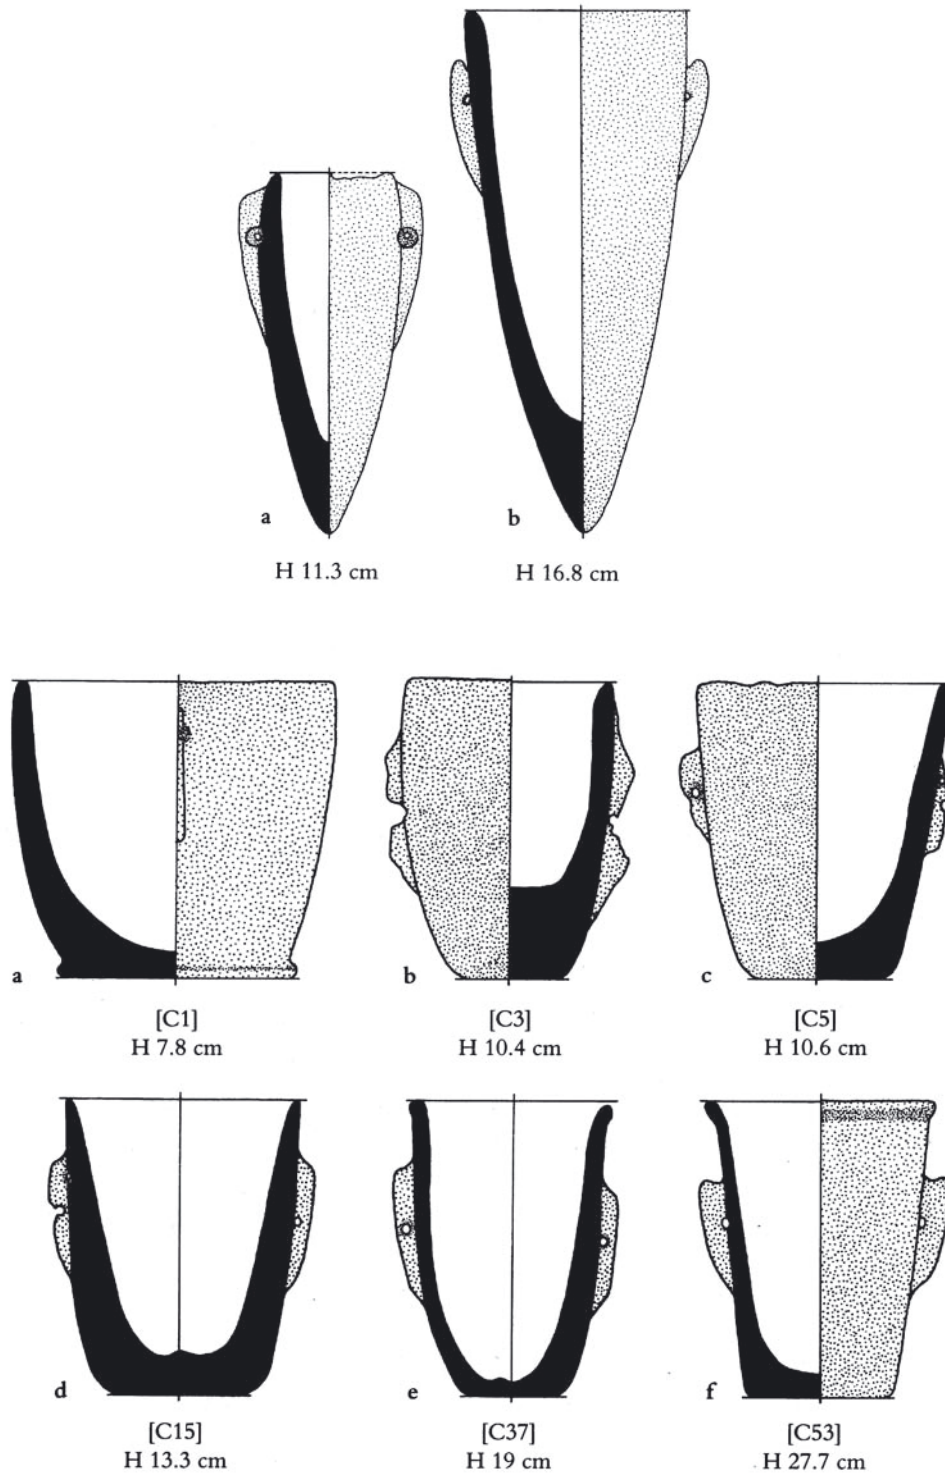 a
b
H 11.3 cm
H 16.8 cm
a
b
c
[C1]
[C3]
[C5]
H 7.8 cm
H 10.4 cm
H 10.6 cm
d
e
f
[C15]
[C37]
[C53]
H 13.3 cm
H 19 cm
H 27.7 cm